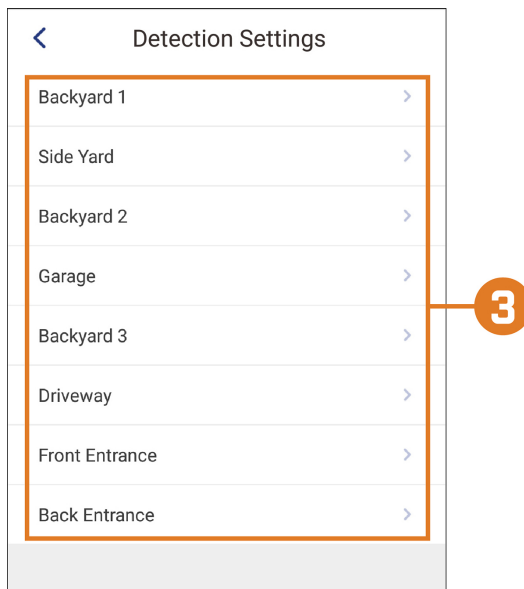 Detection Settings
Backyard 1
Side Yard
Backyard 2
Garage
Backyard 3
3
Driveway
Front Entrance
Back Entrance